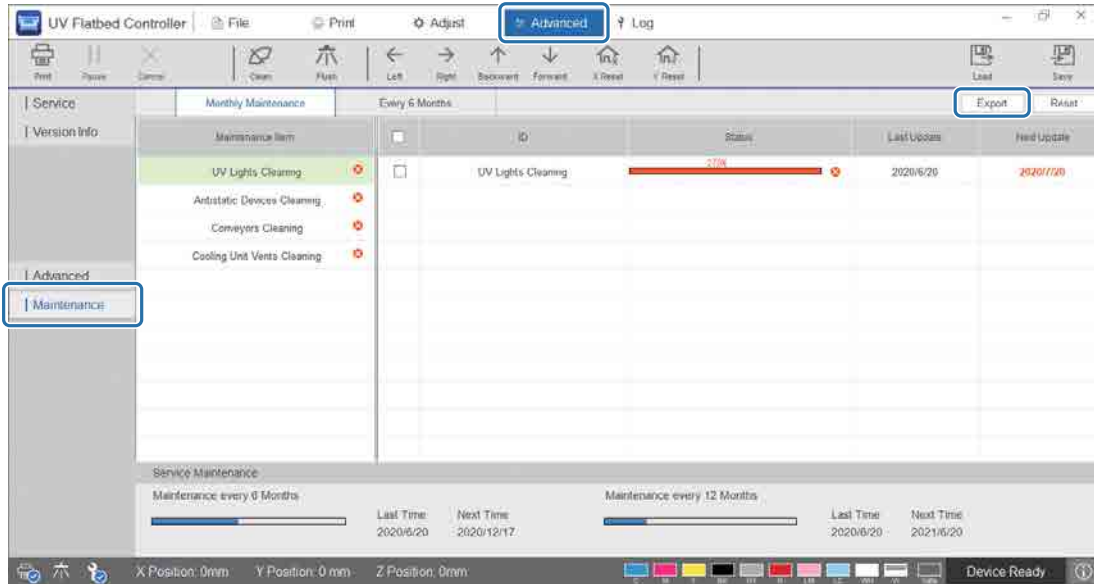 UV Flatbed Controller File Print Adjust Advanced Log
Print Pause Cancel Clean Flush Left Right Backward Forward X Reset Y Reset Load Save
Service Monthly Maintenance Every 6 Months Export Reset
Version Info Maintenance Item ID Status Last Update Next Update
UV Lights Cleaning UV Lights Cleaning 2020/6/20 2020/7/20
Antistatic Devices Cleaning
Conveyors Cleaning
Cooling Unit Vents Cleaning
Advanced
Maintenance
Service Maintenance
Maintenance every 6 Months Maintenance every 12 Months
Last Time Next Time Last Time Next Time
2020/6/20 2020/12/17 2020/6/20 2021/6/20
X Position: 0mm Y Position: 0 mm Z Position: 0mm Device Ready
C M Y R LM LC